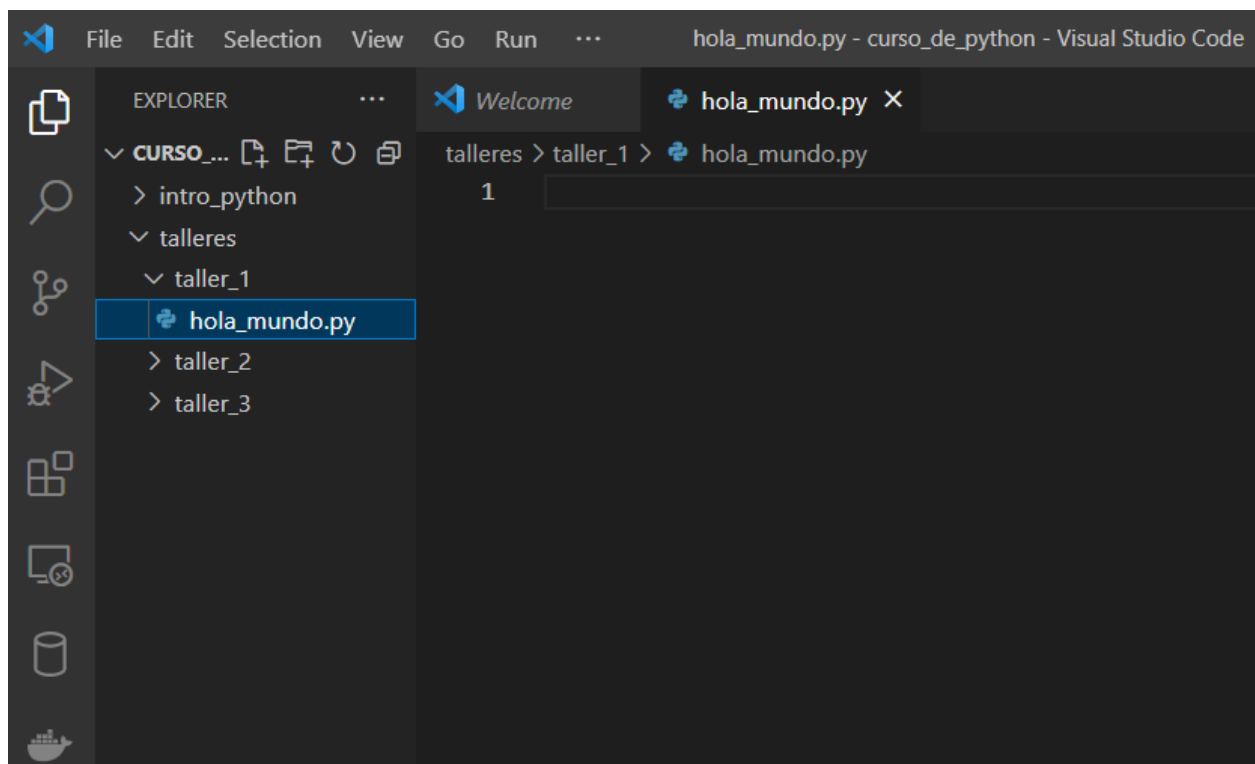 File Edit Selection View Go Run ··· hola_mundo.py - curso_de_python - Visual Studio Code
EXPLORER ···
CURSO_...
intro_python
talleres
taller_1
hola_mundo.py
taller_2
taller_3
Welcome
hola_mundo.py
talleres > taller_1 > hola_mundo.py
1